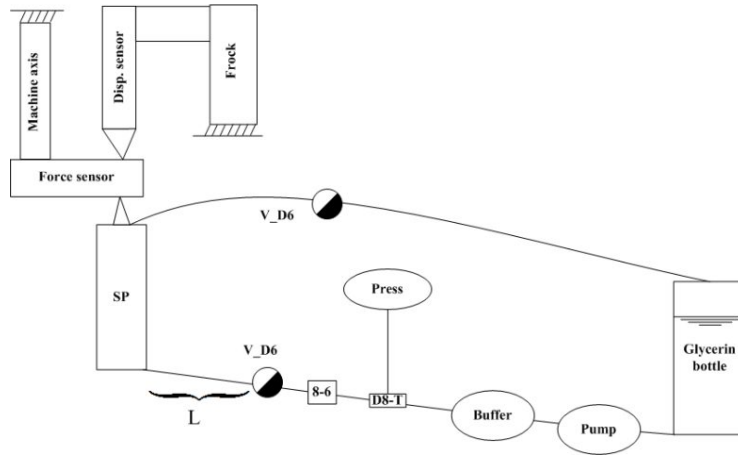 Machine axis
Disp. sensor
Frock
Force sensor
V_D6
SP
Press
V_D6
8-6
D8-T
L
Buffer
Pump
Glycerin
bottle